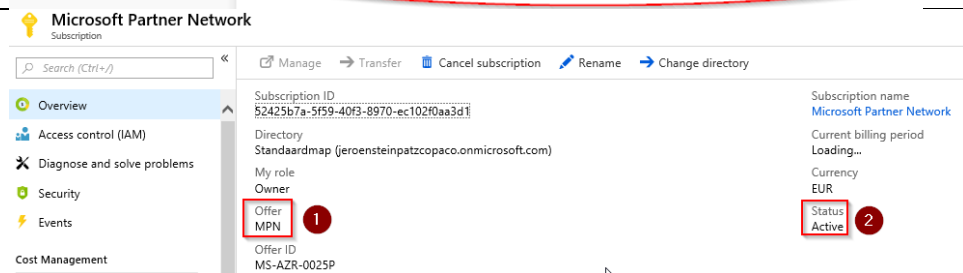 Microsoft Partner Network
Subscription
Search (Ctrl+/)
«
Manage
Transfer
Cancel subscription
Rename
Change directory
Overview
Access control (IAM)
Diagnose and solve problems
Security
Events
Cost Management
Subscription ID
52425b7a-5f59-40f3-8970-ec102f0aa3d1
Directory
Standaardmap (jeroensteinpatzcopaco.onmicrosoft.com)
My role
Owner
Offer
MPN
1
Offer ID
MS-AZR-0025P
Subscription name
Microsoft Partner Network
Current billing period
Loading...
Currency
EUR
Status
Active
2